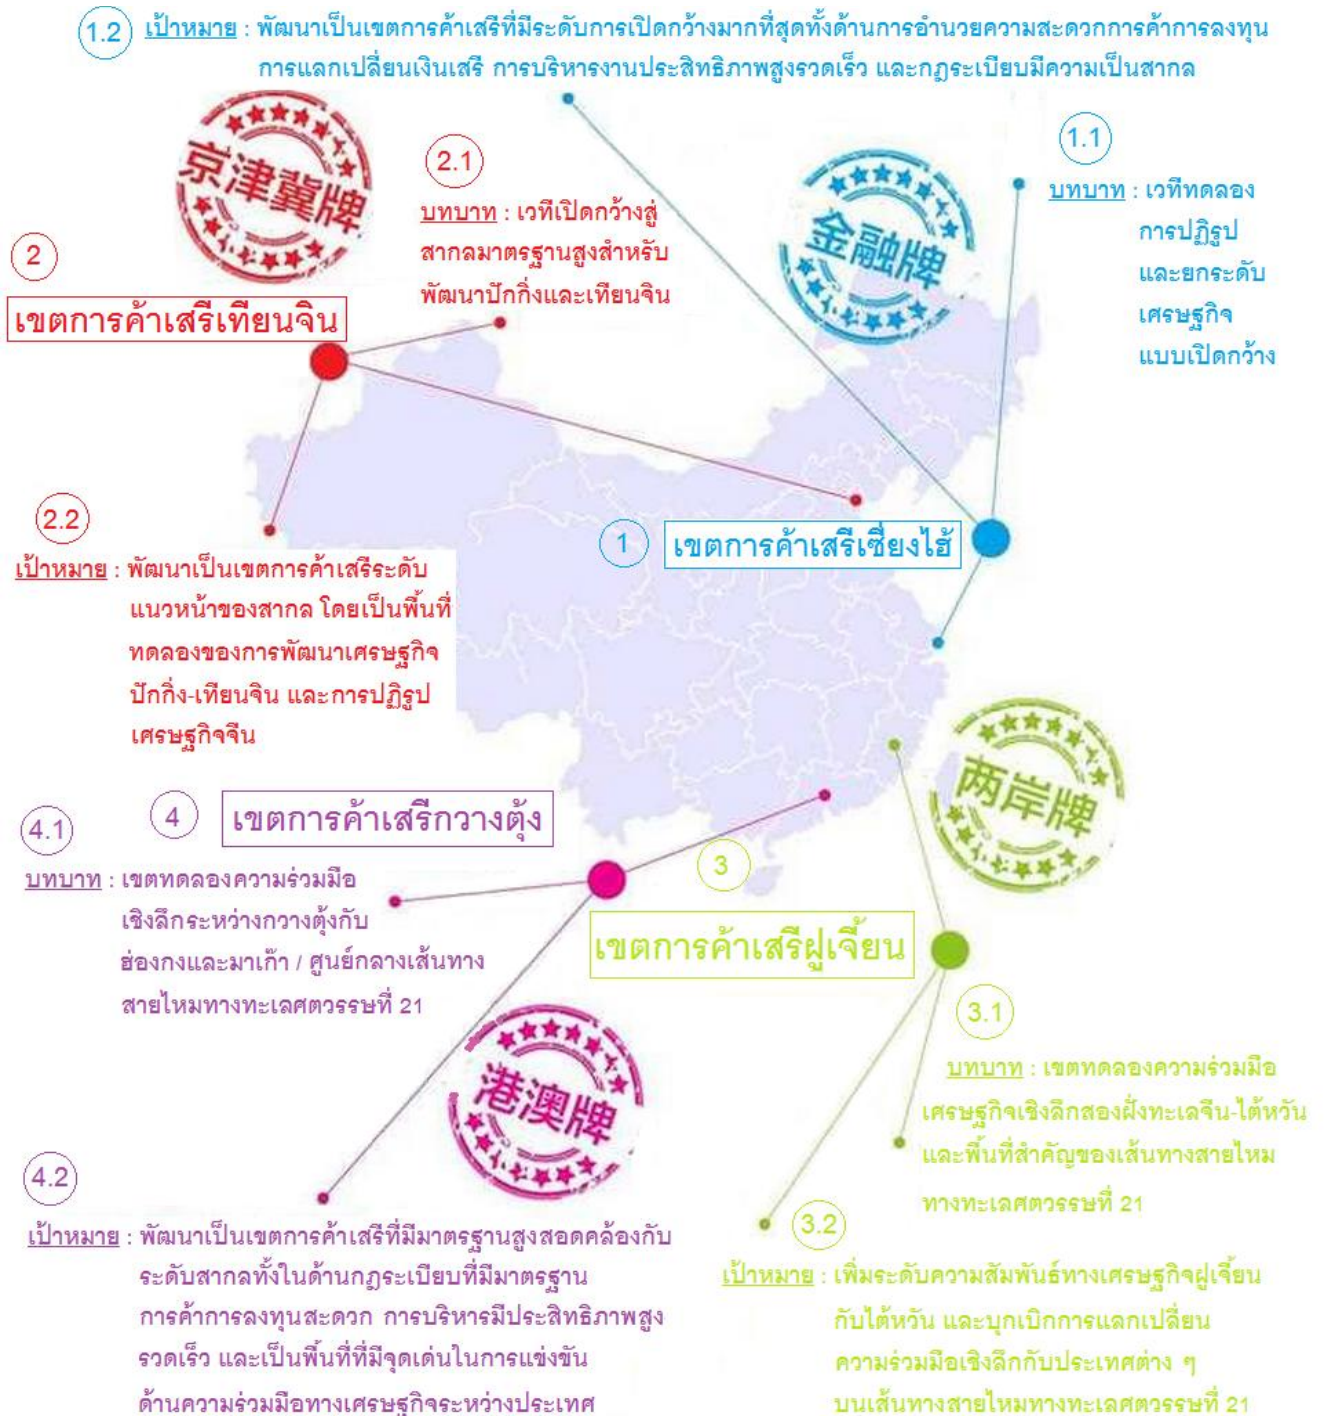 1.2
เป้าหมาย : พัฒนาเป็นเขตการค้าเสรีที่มีระดับการเปิดกว้างมากที่สุดทั้งด้านการอำนวยความสะดวกการค้าการลงทุน
การแลกเปลี่ยนเงินเสรี การบริหารงานประสิทธิภาพสูงรวดเร็ว และกฎระเบียบมีความเป็นสากล
京津冀牌
2.1
บทบาท : เวทีเปิดกว้างสู่
สากลมาตรฐานสูงสำหรับ
พัฒนาปักกิ่งและเทียนจิน
金融牌
1.1
บทบาท : เวทีทดลอง
การปฏิรูป
และยกระดับ
เศรษฐกิจ
แบบเปิดกว้าง
2
เขตการค้าเสรีเทียนจิน
1
เขตการค้าเสรีเซี่ยงไฮ้
2.2
เป้าหมาย : พัฒนาเป็นเขตการค้าเสรีระดับ
แนวหน้าของสากล โดยเป็นพื้นที่
ทดลองของการพัฒนาเศรษฐกิจ
ปักกิ่ง-เทียนจิน และการปฏิรูป
เศรษฐกิจจีน
两岸牌
4
เขตการค้าเสรีกวางตุ้ง
4.1
บทบาท : เขตทดลองความร่วมมือ
เชิงลึกระหว่างกวางตุ้งกับ
ฮ่องกงและมาเก๊า / ศูนย์กลางเส้นทาง
สายไหมทางทะเลศตวรรษที่ 21
3
เขตการค้าเสรีฝูเจี้ยน
3.1
บทบาท : เขตทดลองความร่วมมือ
เศรษฐกิจเชิงลึกสองฝั่งทะเลจีน-ไต้หวัน
และพื้นที่สำคัญของเส้นทางสายไหม
ทางทะเลศตวรรษที่ 21
港澳牌
4.2
เป้าหมาย : พัฒนาเป็นเขตการค้าเสรีที่มีมาตรฐานสูงสอดคล้องกับ
ระดับสากลทั้งในด้านกฎระเบียบที่มีมาตรฐาน
การค้าการลงทุนสะดวก การบริหารมีประสิทธิภาพสูง
รวดเร็ว และเป็นพื้นที่ที่มีจุดเด่นในการแข่งขัน
ด้านความร่วมมือทางเศรษฐกิจระหว่างประเทศ
3.2
เป้าหมาย : เพิ่มระดับความสัมพันธ์ทางเศรษฐกิจฝูเจี้ยน
กับไต้หวัน และบุกเบิกการแลกเปลี่ยน
ความร่วมมือเชิงลึกกับประเทศต่าง ๆ
บนเส้นทางสายไหมทางทะเลศตวรรษที่ 21